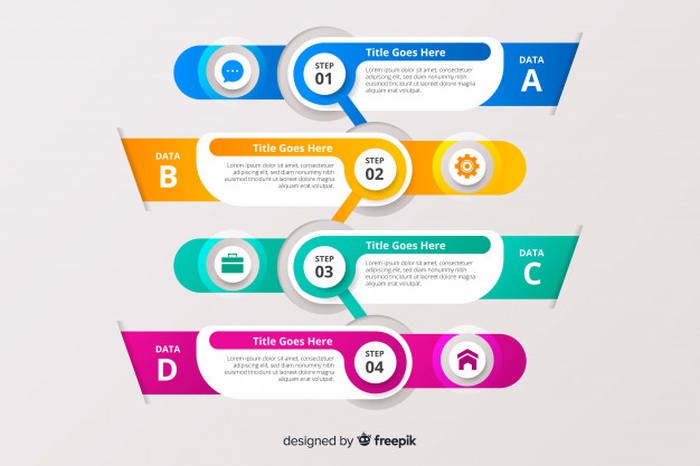 Title Goes Here
STEP
01
Lorem ipsum dolor sit amet, consectetuer
adipiscing elit, sed diam nonummy nibh
euismod tincidunt ut laoreet dolore magna
aliquam erat volutpat.
DATA
A
DATA
B
Title Goes Here
Lorem ipsum dolor sit amet, consectetuer
adipiscing elit, sed diam nonummy nibh
euismod tincidunt ut laoreet dolore magna
aliquam erat volutpat.
STEP
02
STEP
03
Title Goes Here
Lorem ipsum dolor sit amet, consectetuer
adipiscing elit, sed diam nonummy nibh
euismod tincidunt ut laoreet dolore magna
aliquam erat volutpat.
DATA
C
DATA
D
Title Goes Here
Lorem ipsum dolor sit amet, consectetuer
adipiscing elit, sed diam nonummy nibh
euismod tincidunt ut laoreet dolore magna
aliquam erat volutpat.
STEP
04
designed by freepik